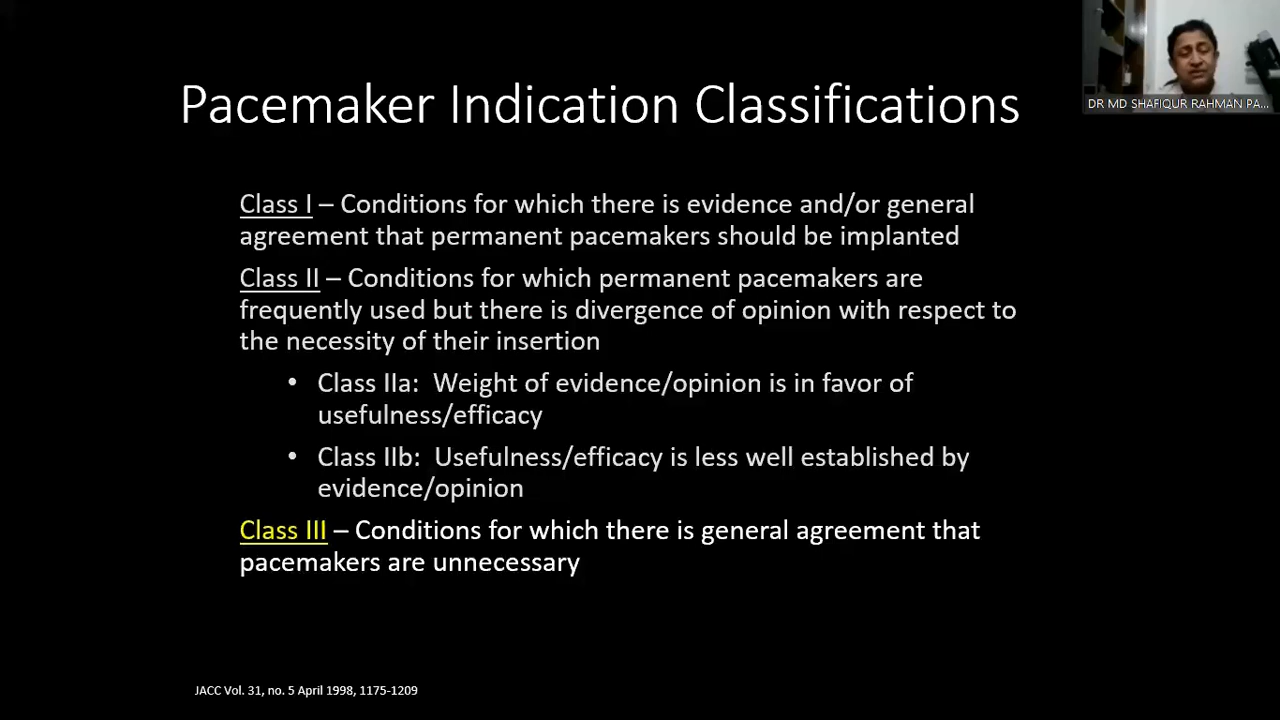 DR MD SHAFIQUR RAHMAN PA...
Pacemaker Indication Classifications
Class I – Conditions for which there is evidence and/or general
agreement that permanent pacemakers should be implanted
Class II – Conditions for which permanent pacemakers are
frequently used but there is divergence of opinion with respect to
the necessity of their insertion
• Class IIa: Weight of evidence/opinion is in favor of
usefulness/efficacy
• Class IIb: Usefulness/efficacy is less well established by
evidence/opinion
Class III – Conditions for which there is general agreement that
pacemakers are unnecessary
JACC Vol. 31, no. 5 April 1998, 1175-1209